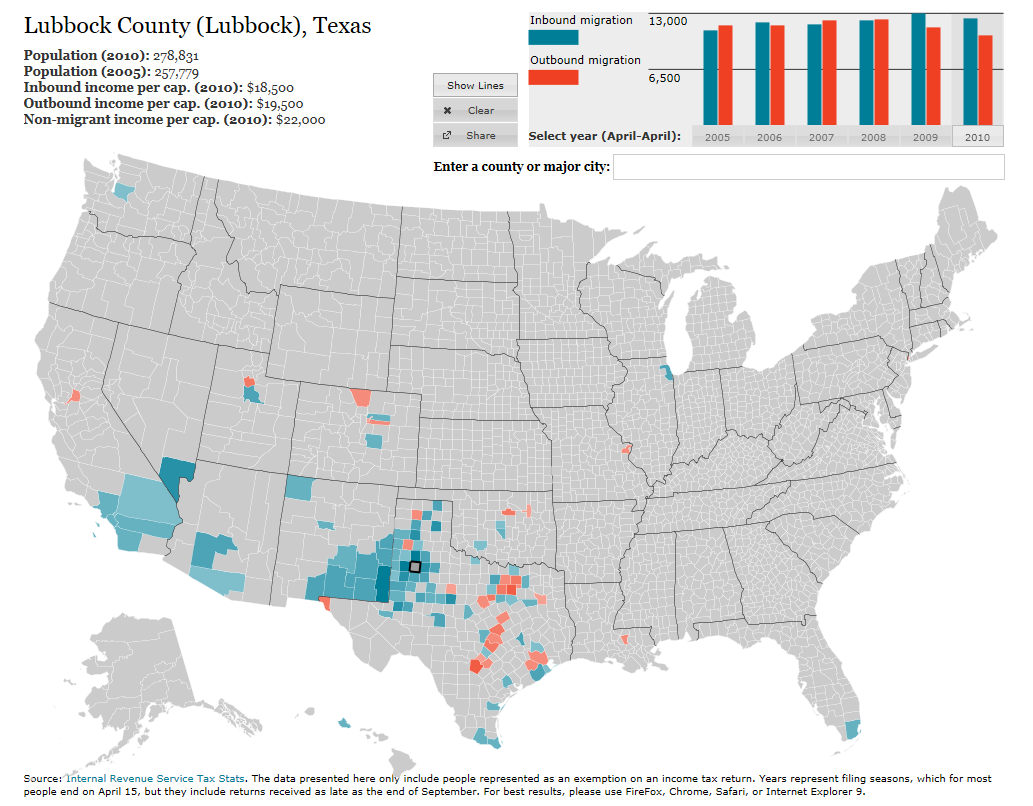 Lubbock County (Lubbock), Texas
Population (2010): 278,831
Population (2005): 257,779
Inbound income per cap. (2010): $18,500
Outbound income per cap. (2010): $19,500
Non-migrant income per cap. (2010): $22,000
Show Lines
Clear
Share
Inbound migration
Outbound migration
13,000
6,500
Select year (April-April):
2005 2006 2007 2008 2009 2010
Enter a county or major city:
Source: Internal Revenue Service Tax Stats. The data presented here only include people represented as an exemption on an income tax return. Years represent filing seasons, which for most
people end on April 15, but they include returns received as late as the end of September. For best results, please use FireFox, Chrome, Safari, or Internet Explorer 9.